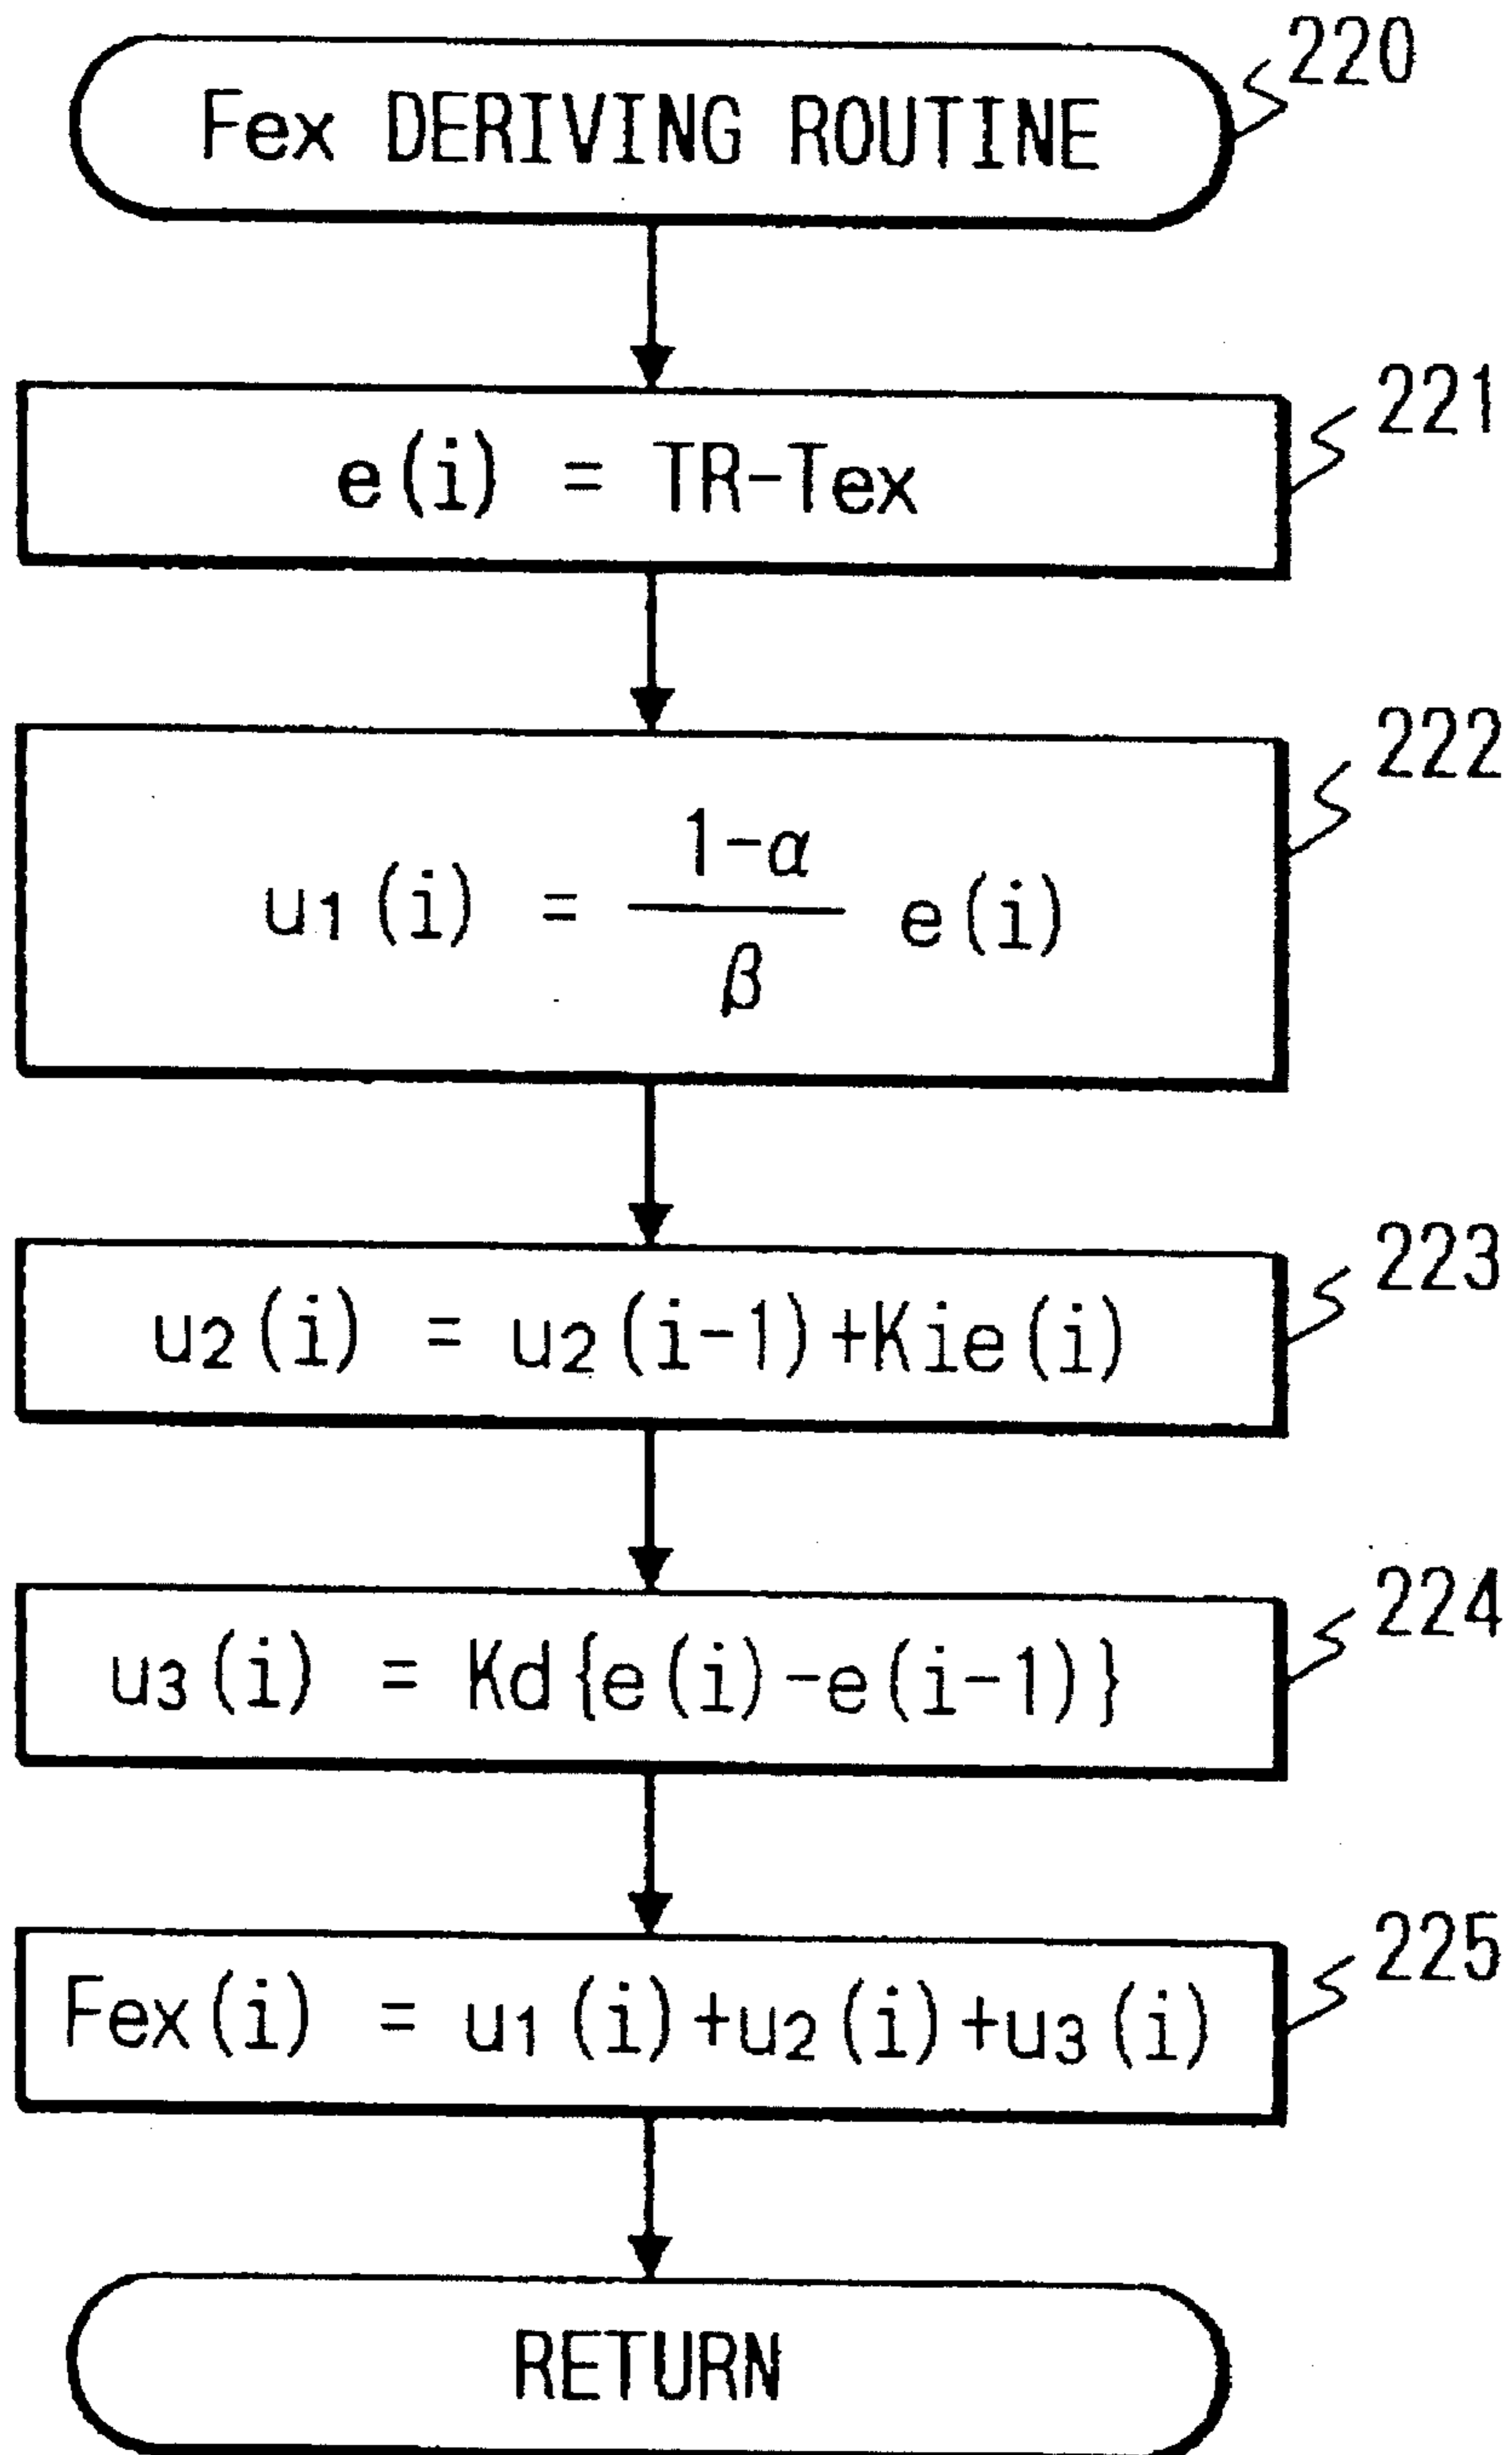 220
Fex DERIVING ROUTINE
221
e(i) = TR-Tex
222
u1(i) = 1-α/β e(i)
223
u2(i) = u2(i-1)+Kie(i)
224
u3(i) = Kd{e(i)-e(i-1)}
225
Fex(i) = u1(i)+u2(i)+u3(i)
RETURN